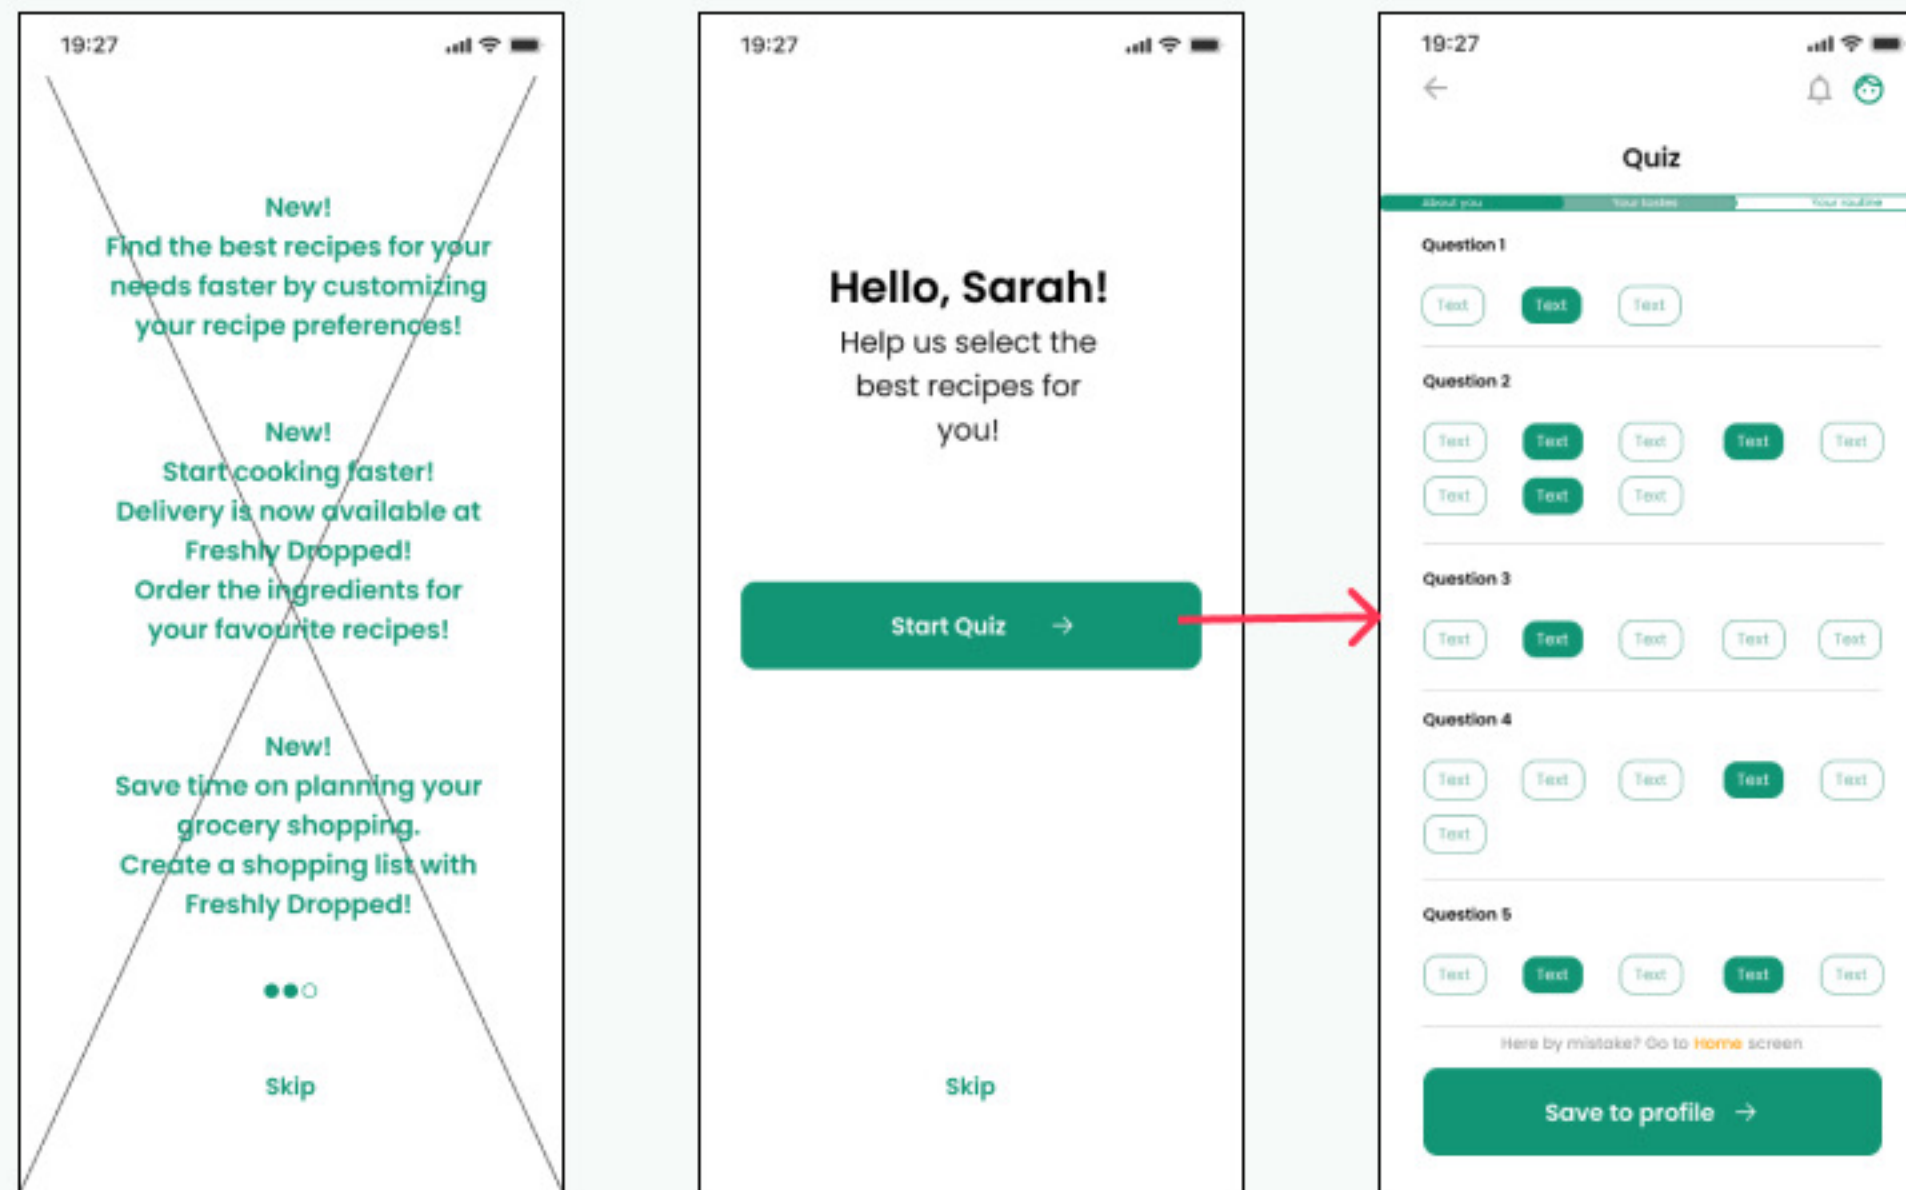 19:27
New!
Find the best recipes for your
needs faster by customizing
your recipe preferences!
New!
Start cooking faster!
Delivery is now available at
Freshly Dropped!
Order the ingredients for
your favourite recipes!
New!
Save time on planning your
grocery shopping.
Create a shopping list with
Freshly Dropped!
Skip
19:27
Hello, Sarah!
Help us select the
best recipes for
you!
Start Quiz →
Skip
19:27
Quiz
About you Your tastes Your routine
Question 1
Text Text Text
Question 2
Text Text Text Text Text
Text Text Text
Question 3
Text Text Text Text Text
Question 4
Text Text Text Text Text
Text
Question 5
Text Text Text Text Text
Here by mistake? Go to Home screen
Save to profile →